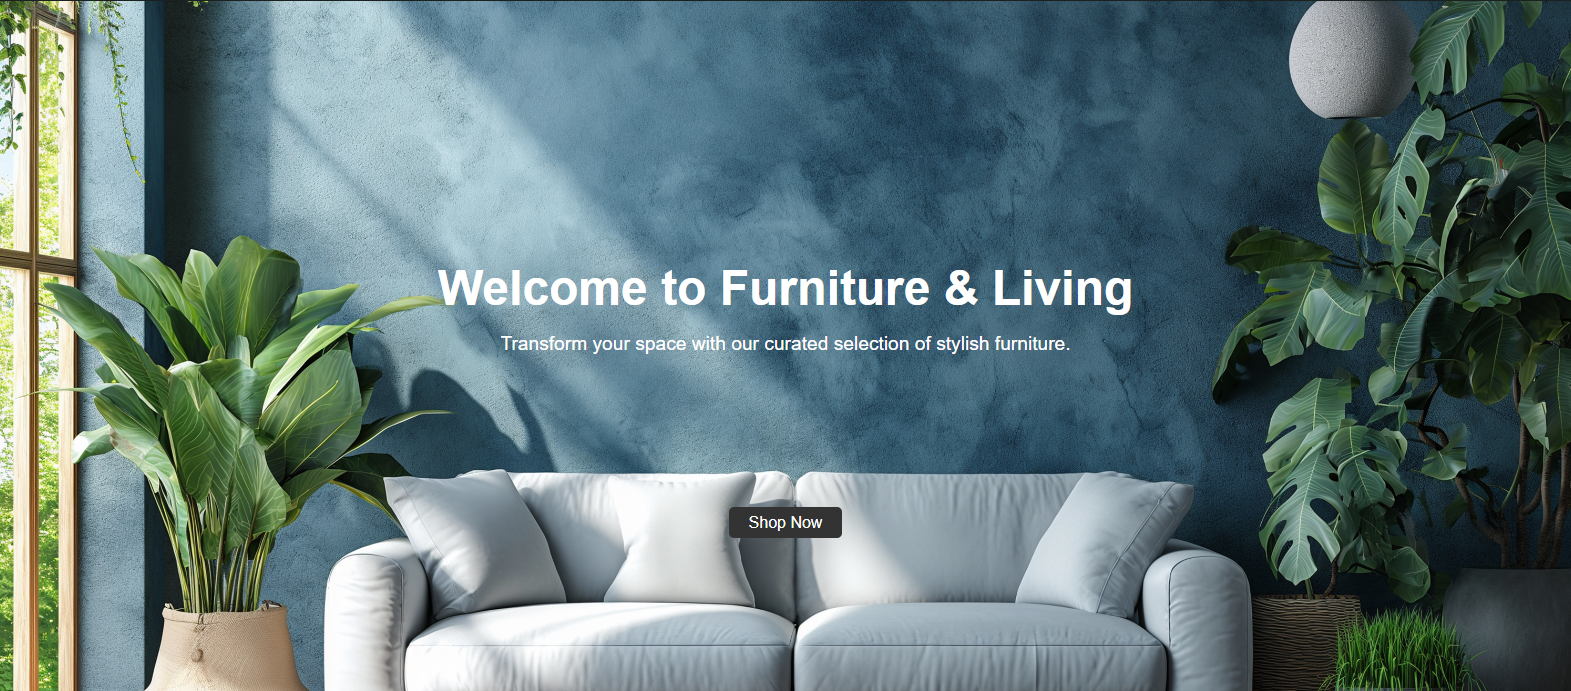 Welcome to Furniture & Living
Transform your space with our curated selection of stylish furniture.
Shop Now